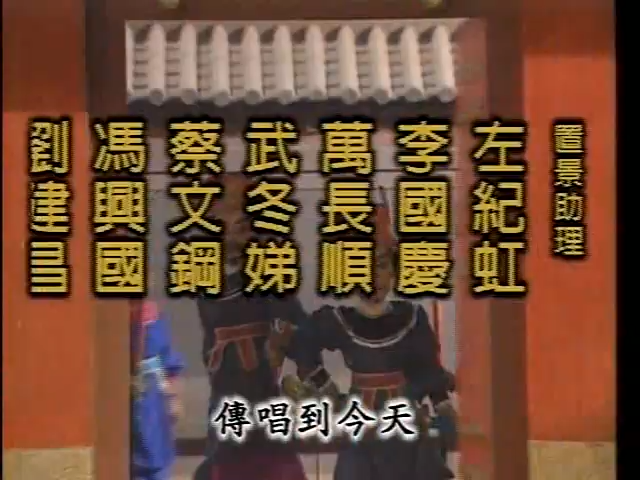 置景助理
左紀虹
李國慶
萬長順
武冬娣
蔡文鋼
馮興國
劉建昌
傳唱到今天